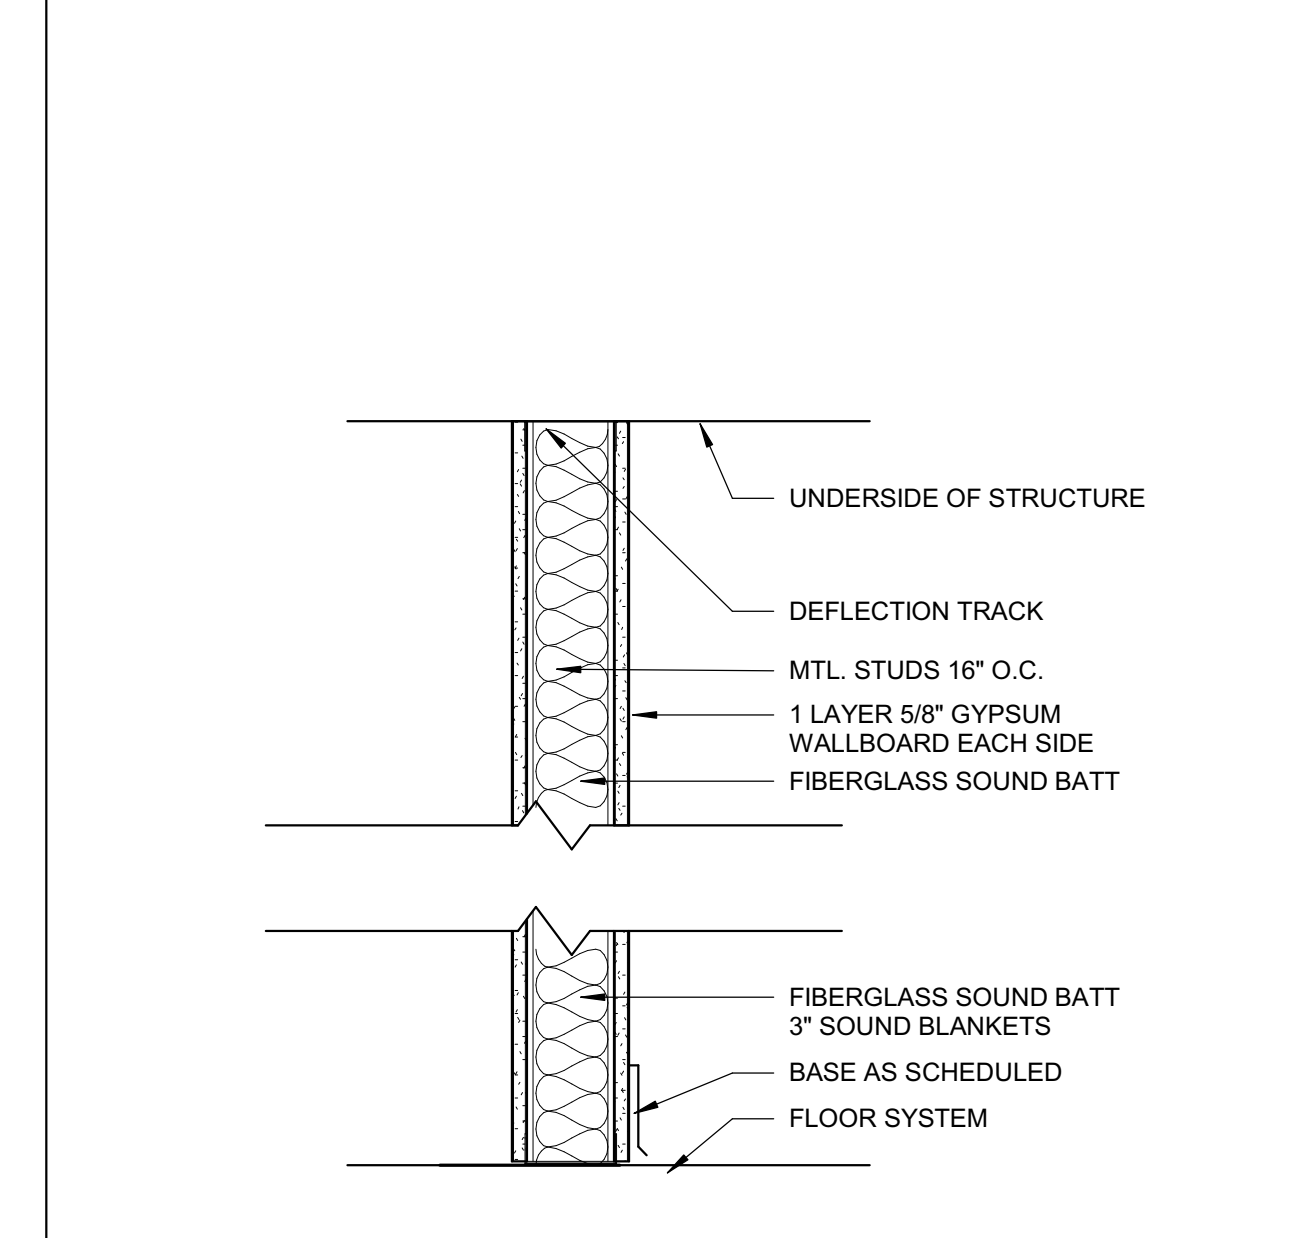 UNDERSIDE OF STRUCTURE
DEFLECTION TRACK
MTL. STUDS 16" O.C.
1 LAYER 5/8" GYPSUM
WALLBOARD EACH SIDE
FIBERGLASS SOUND BATT
FIBERGLASS SOUND BATT
3" SOUND BLANKETS
BASE AS SCHEDULED
FLOOR SYSTEM